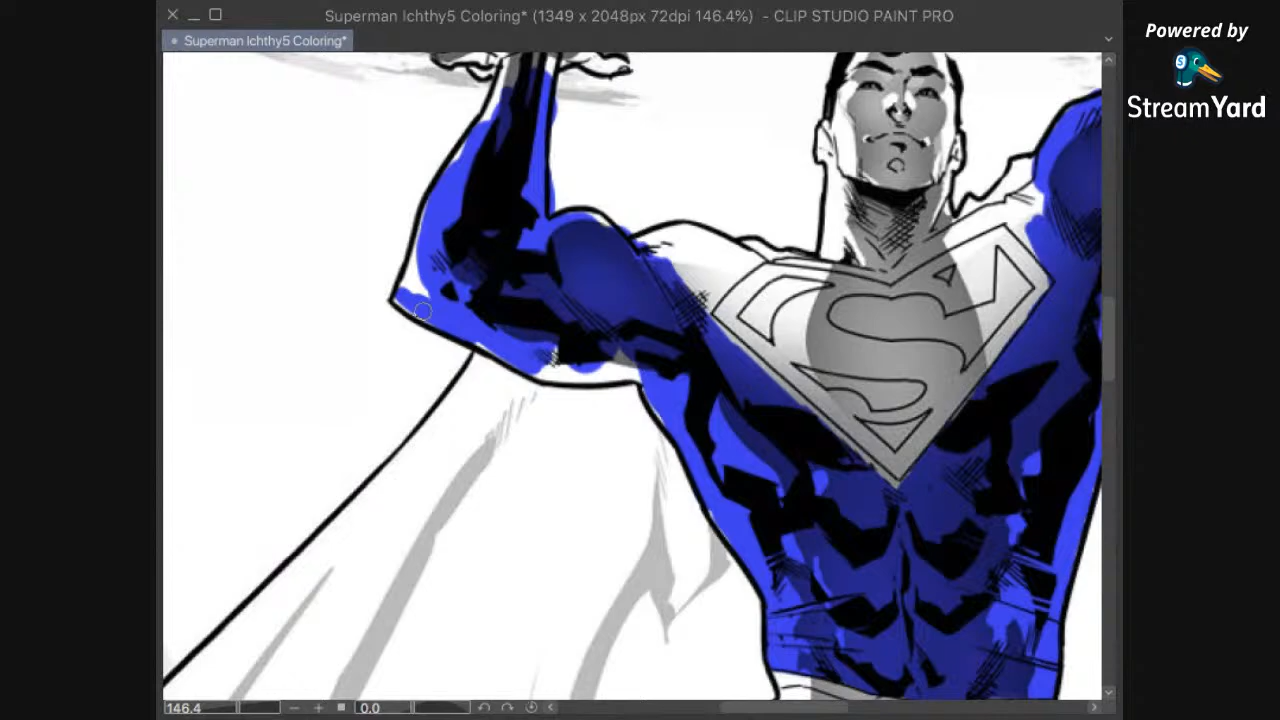 Superman Ichthy5 Coloring* (1349 x 2048px 72dpi 146.4%) - CLIP STUDIO PAINT PRO
Superman Ichthy5 Coloring*
Powered by
StreamYard
S
146.4
0.0